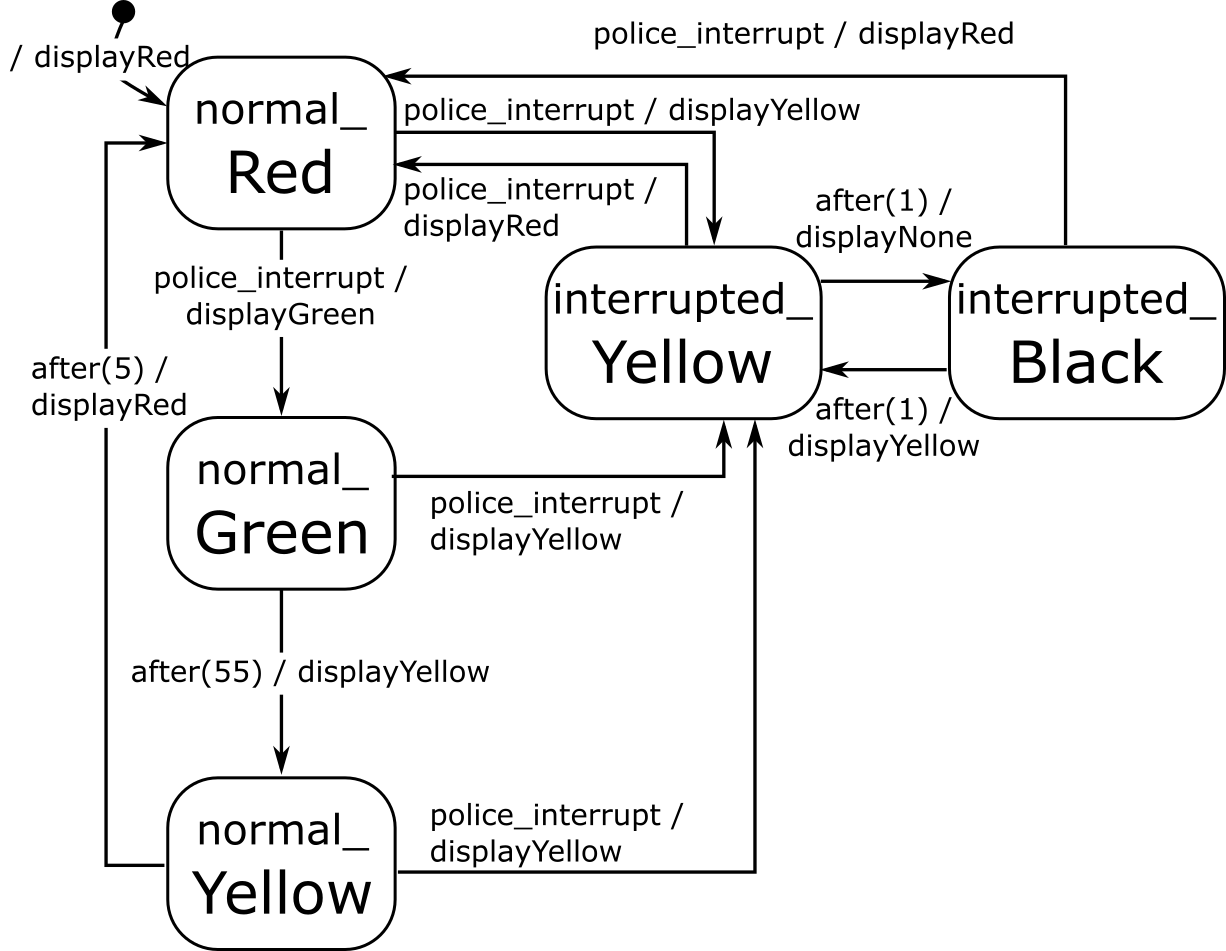 police_interrupt / displayRed
/ displayRed
normal_
Red
police_interrupt / displayYellow
police_interrupt /
displayRed
after(1) /
displayNone
police_interrupt /
displayGreen
interrupted_
Yellow
interrupted_
Black
after(5) /
displayRed
after(1) /
displayYellow
normal_
Green
police_interrupt /
displayYellow
after(55) / displayYellow
normal_
Yellow
police_interrupt /
displayYellow